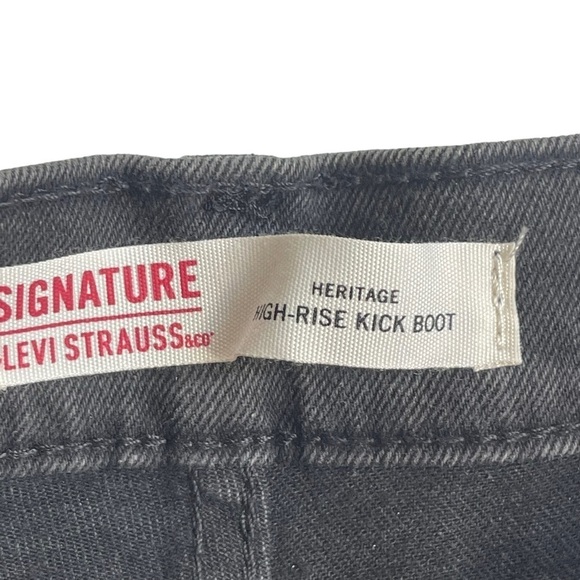 SIGNATURE
LEVI STRAUSS&CO
HERITAGE
HIGH-RISE KICK BOOT